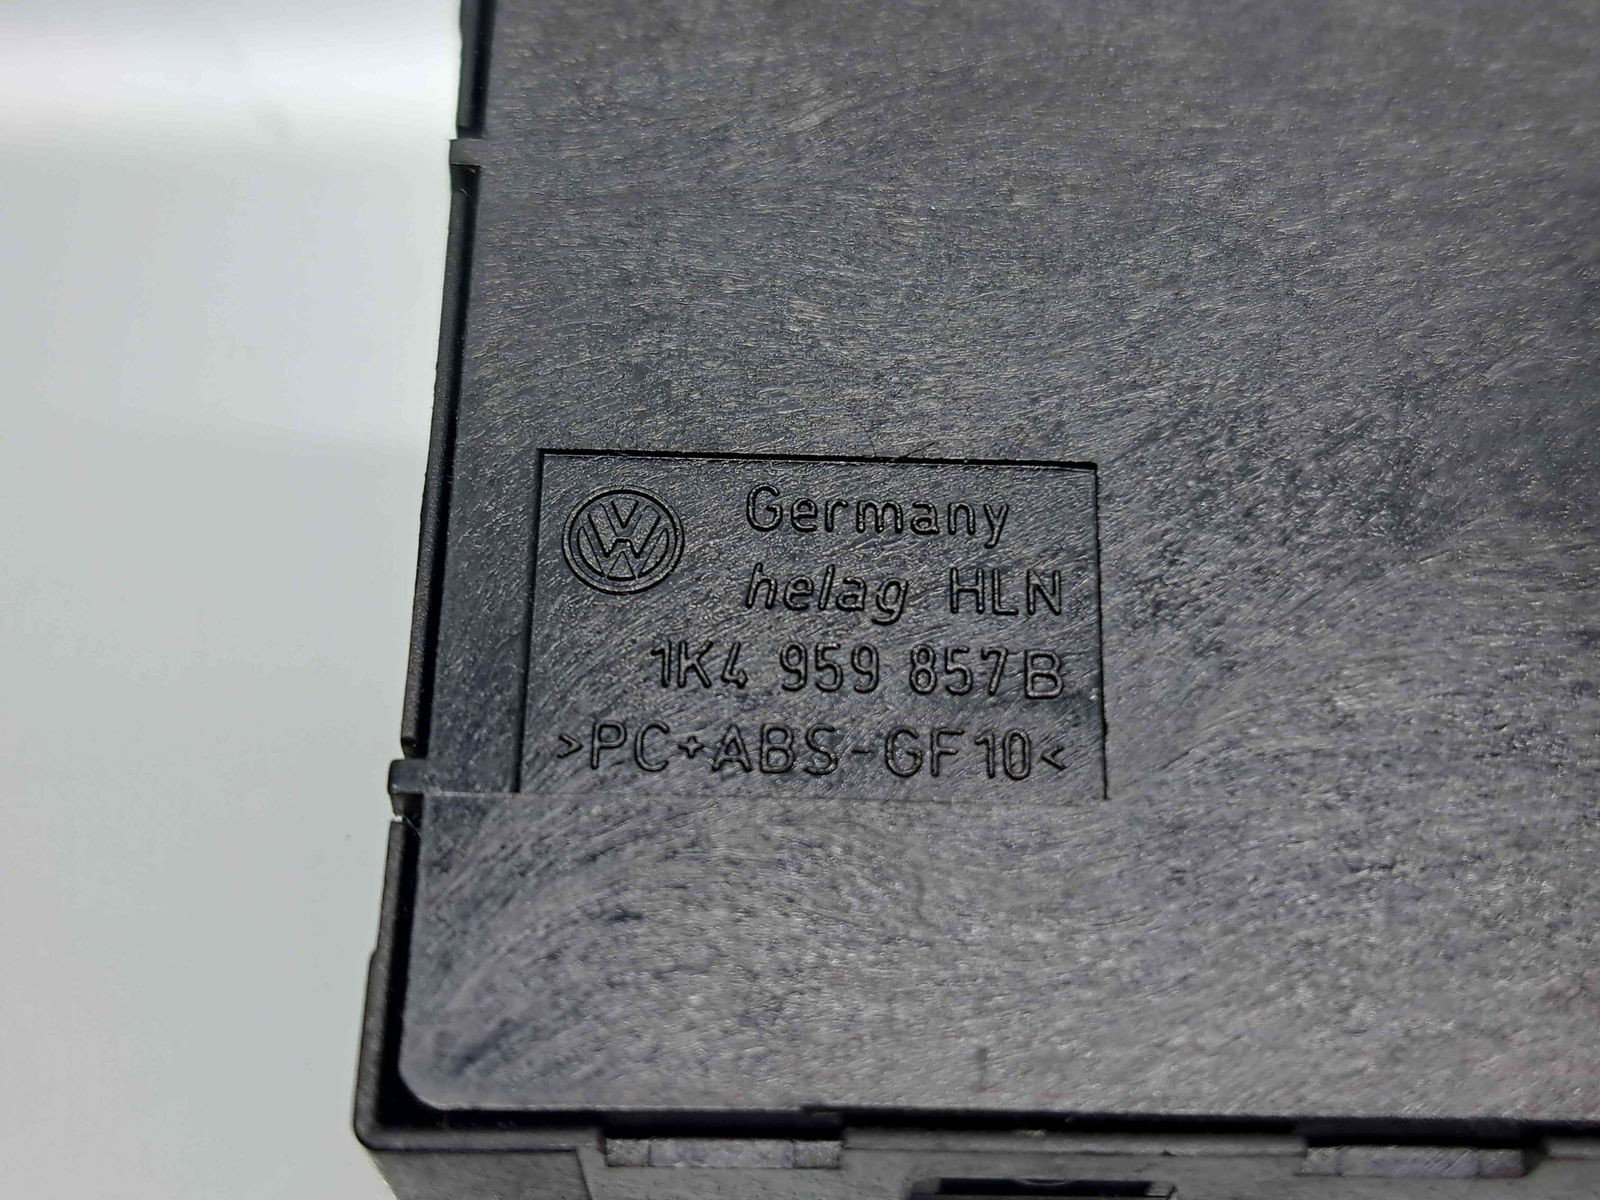 Germany
helag HLN
1K4 959 857 B
>PC+ABS-GF10<